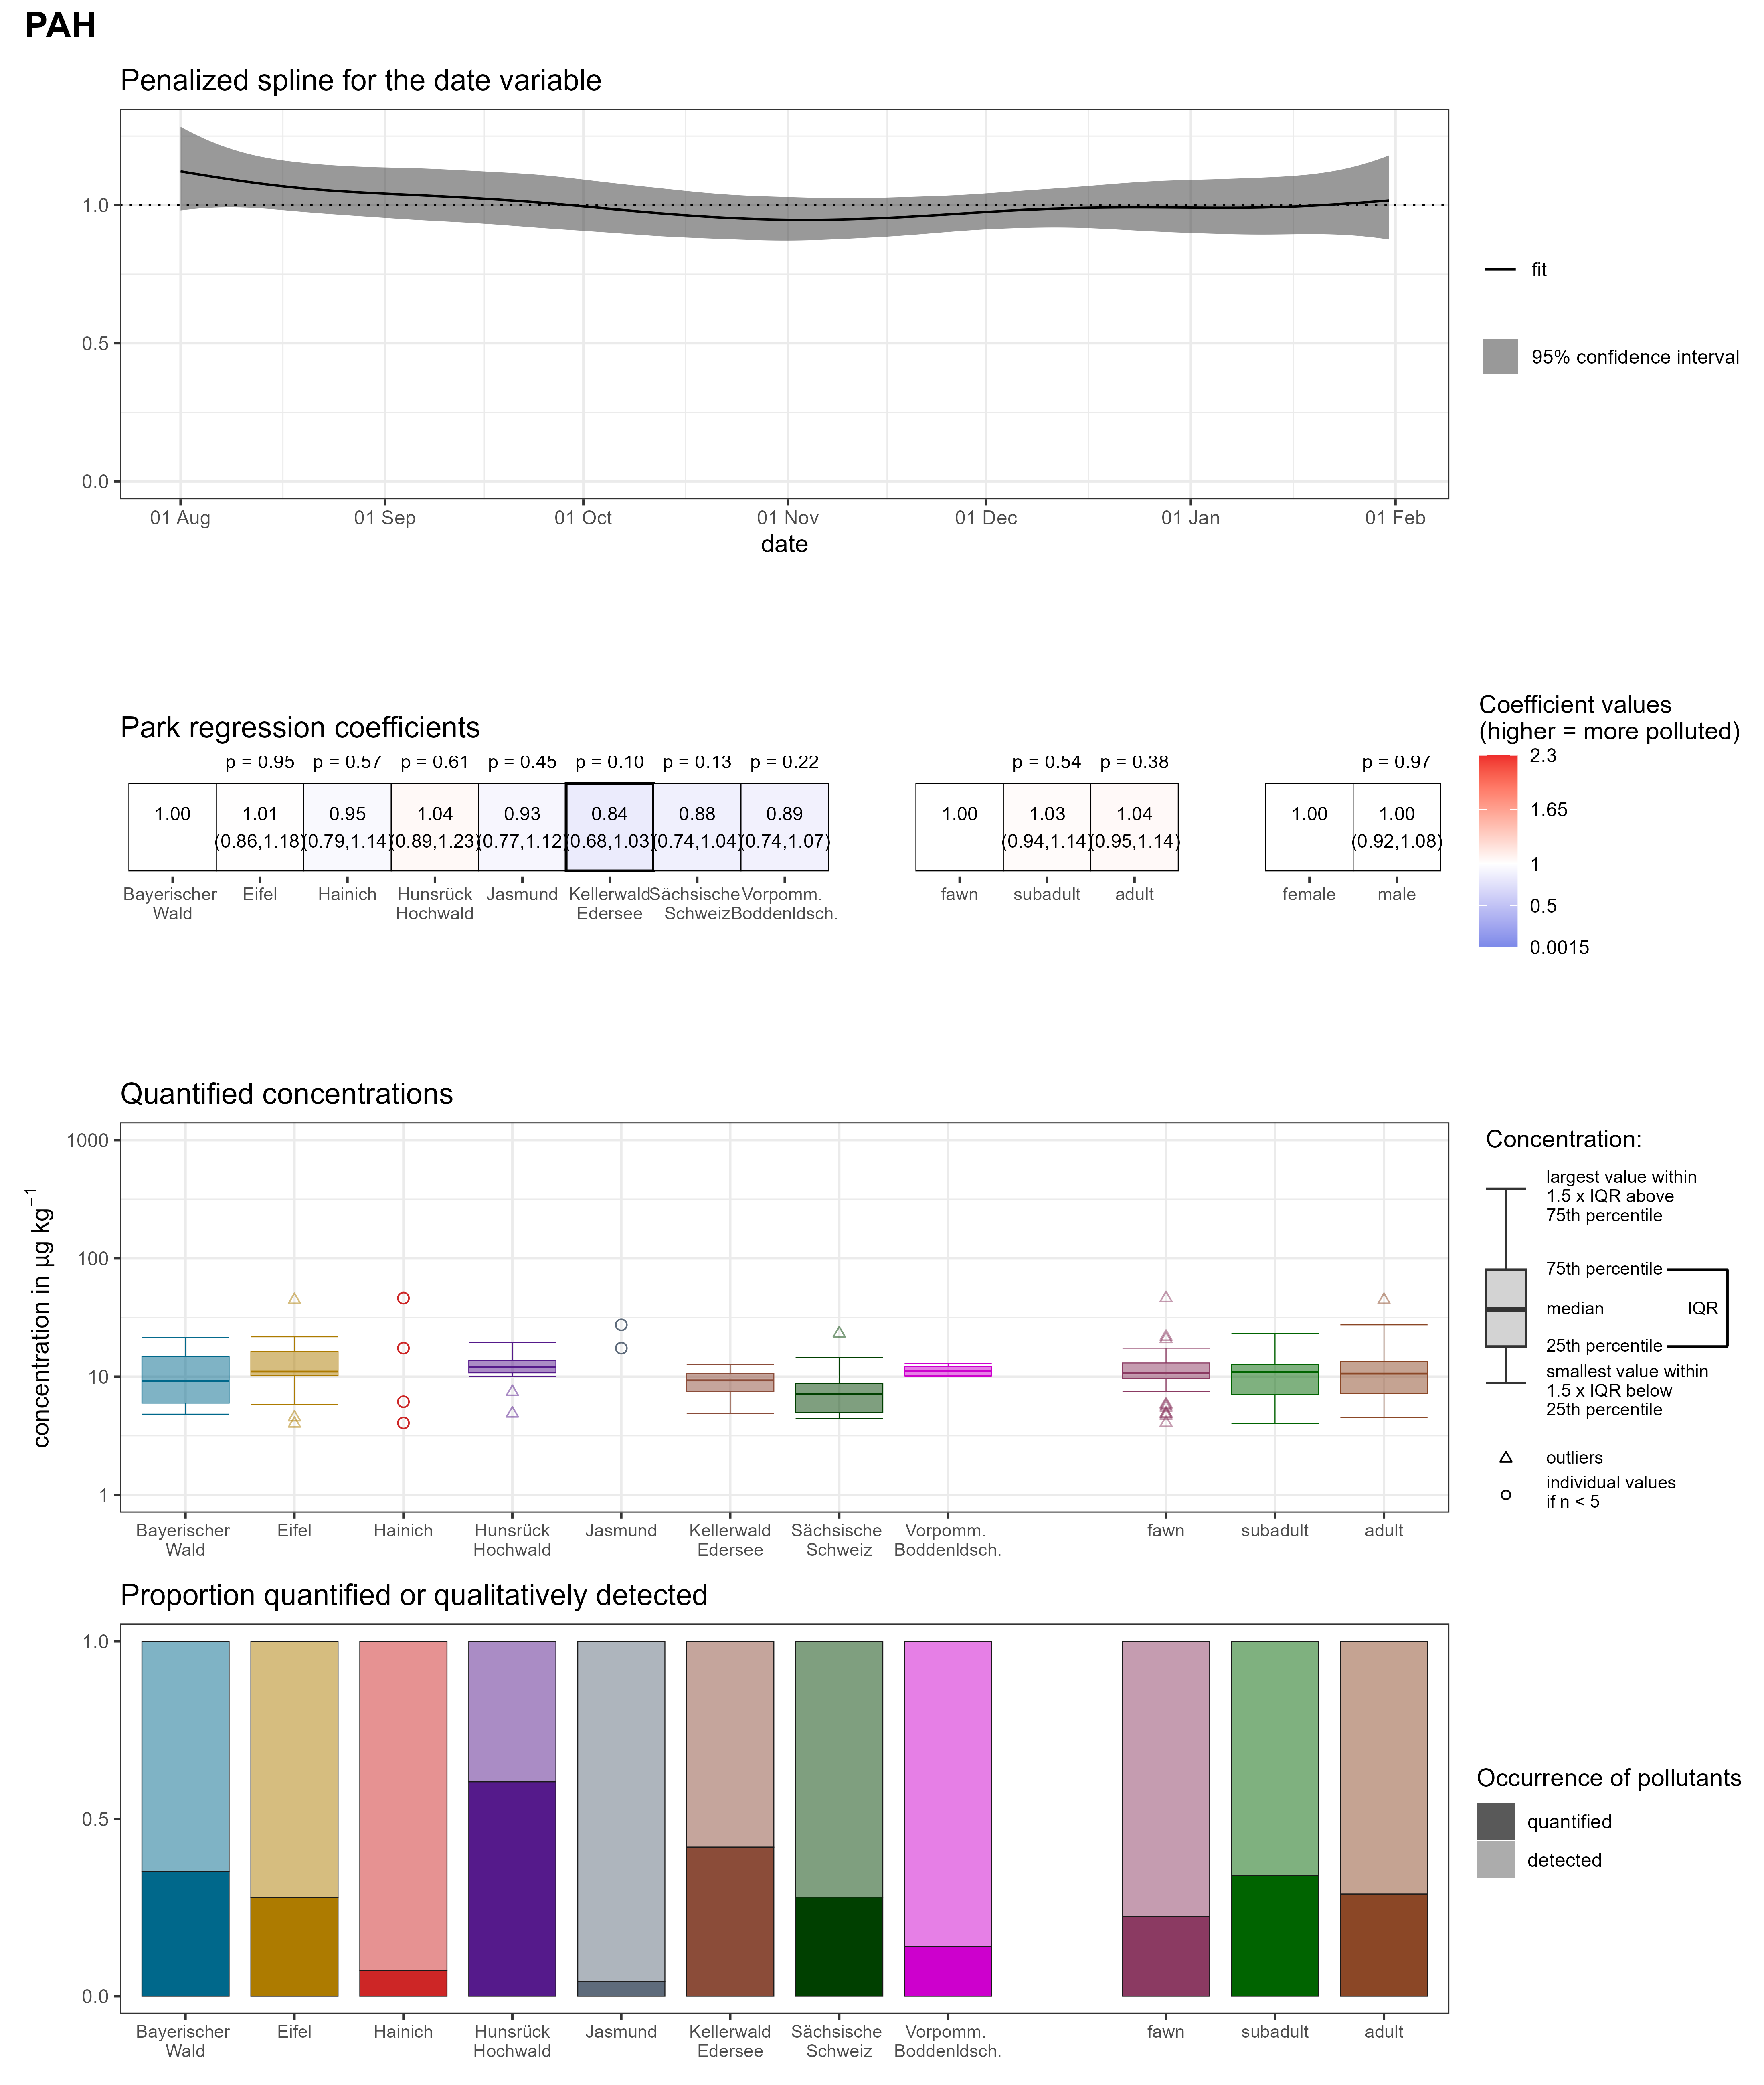 PAH
Penalized spline for the date variable
1.0
0.5
0.0
01 Aug 01 Sep 01 Oct 01 Nov 01 Dec 01 Jan 01 Feb
date
fit
95% confidence interval
Park regression coefficients
p = 0.95 p = 0.57 p = 0.61 p = 0.45 p = 0.10 p = 0.13 p = 0.22 p = 0.54 p = 0.38 p = 0.97
1.00 1.01 0.95 1.04 0.93 0.84 0.88 0.89 1.00 1.03 1.04 1.00 1.00
(0.86,1.18) (0.79,1.14) (0.89,1.23) (0.77,1.12) (0.68,1.03) (0.74,1.04) (0.74,1.07) (0.94,1.14) (0.95,1.14) (0.92,1.08)
Bayerischer Eifel Hainich Hunsrück Jasmund Kellerwald Sächsische Vorpomm. fawn subadult adult female male
Wald Hochwald Edersee Schweiz Boddenldsch.
Coefficient values
(higher = more polluted)
2.3
1.65
1
0.5
0.0015
Quantified concentrations
concentration in µg kg⁻¹
1000
100
10
1
Bayerischer Eifel Hainich Hunsrück Jasmund Kellerwald Sächsische Vorpomm. fawn subadult adult
Wald Hochwald Edersee Schweiz Boddenldsch.
Concentration:
largest value within
1.5 x IQR above
75th percentile
75th percentile
median IQR
25th percentile
smallest value within
1.5 x IQR below
25th percentile
outliers
individual values
if n < 5
Proportion quantified or qualitatively detected
1.0
0.5
0.0
Bayerischer Eifel Hainich Hunsrück Jasmund Kellerwald Sächsische Vorpomm. fawn subadult adult
Wald Hochwald Edersee Schweiz Boddenldsch.
Occurrence of pollutants
quantified
detected